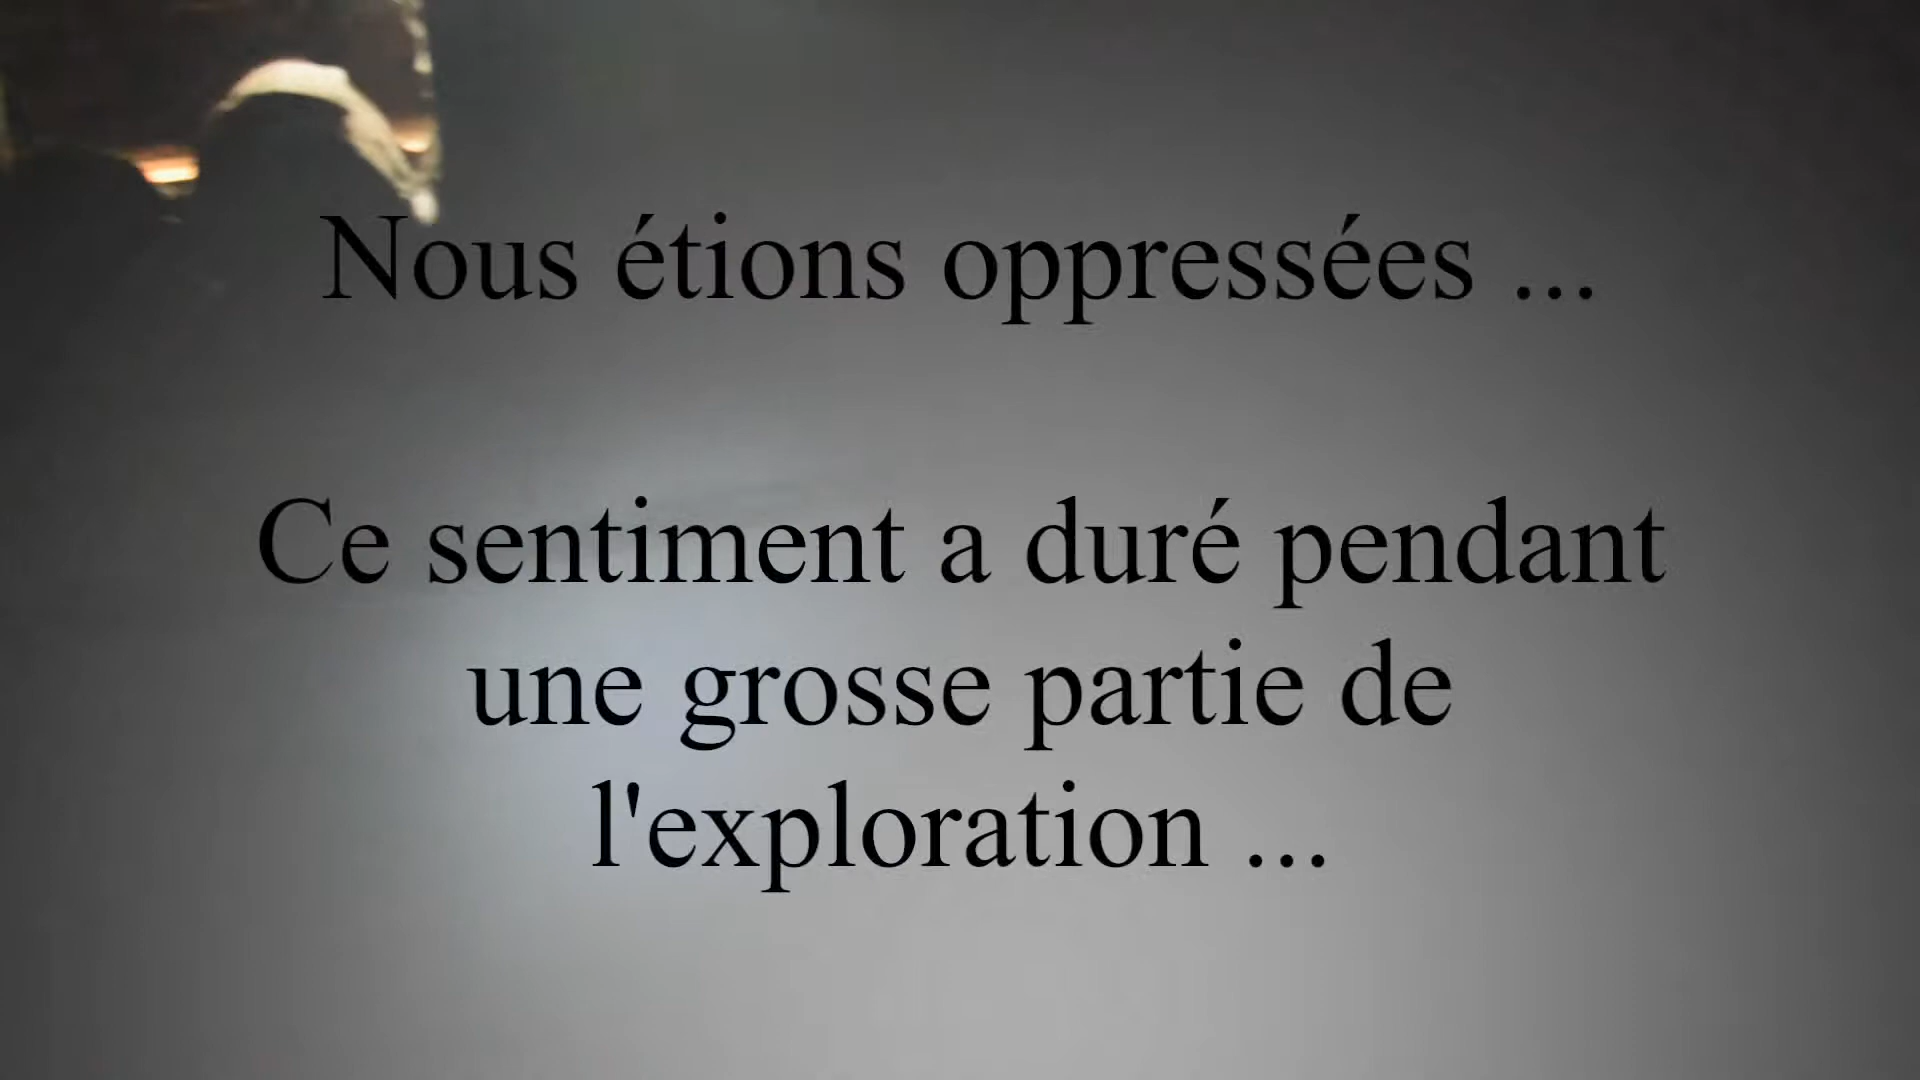 Nous étions oppressées ...
Ce sentiment a duré pendant
une grosse partie de
l'exploration ...